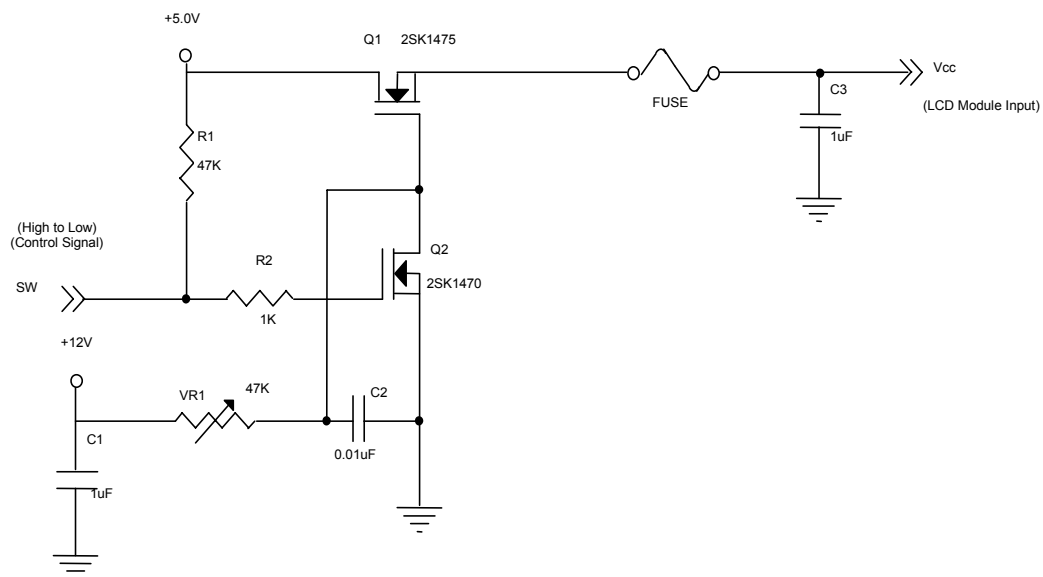 +5.0V
Q1 2SK1475
Vcc
FUSE
C3
(LCD Module Input)
1uF
R1
47K
(High to Low)
(Control Signal)
Q2
R2
SW
2SK1470
1K
+12V
VR1
47K
C2
C1
0.01uF
1uF